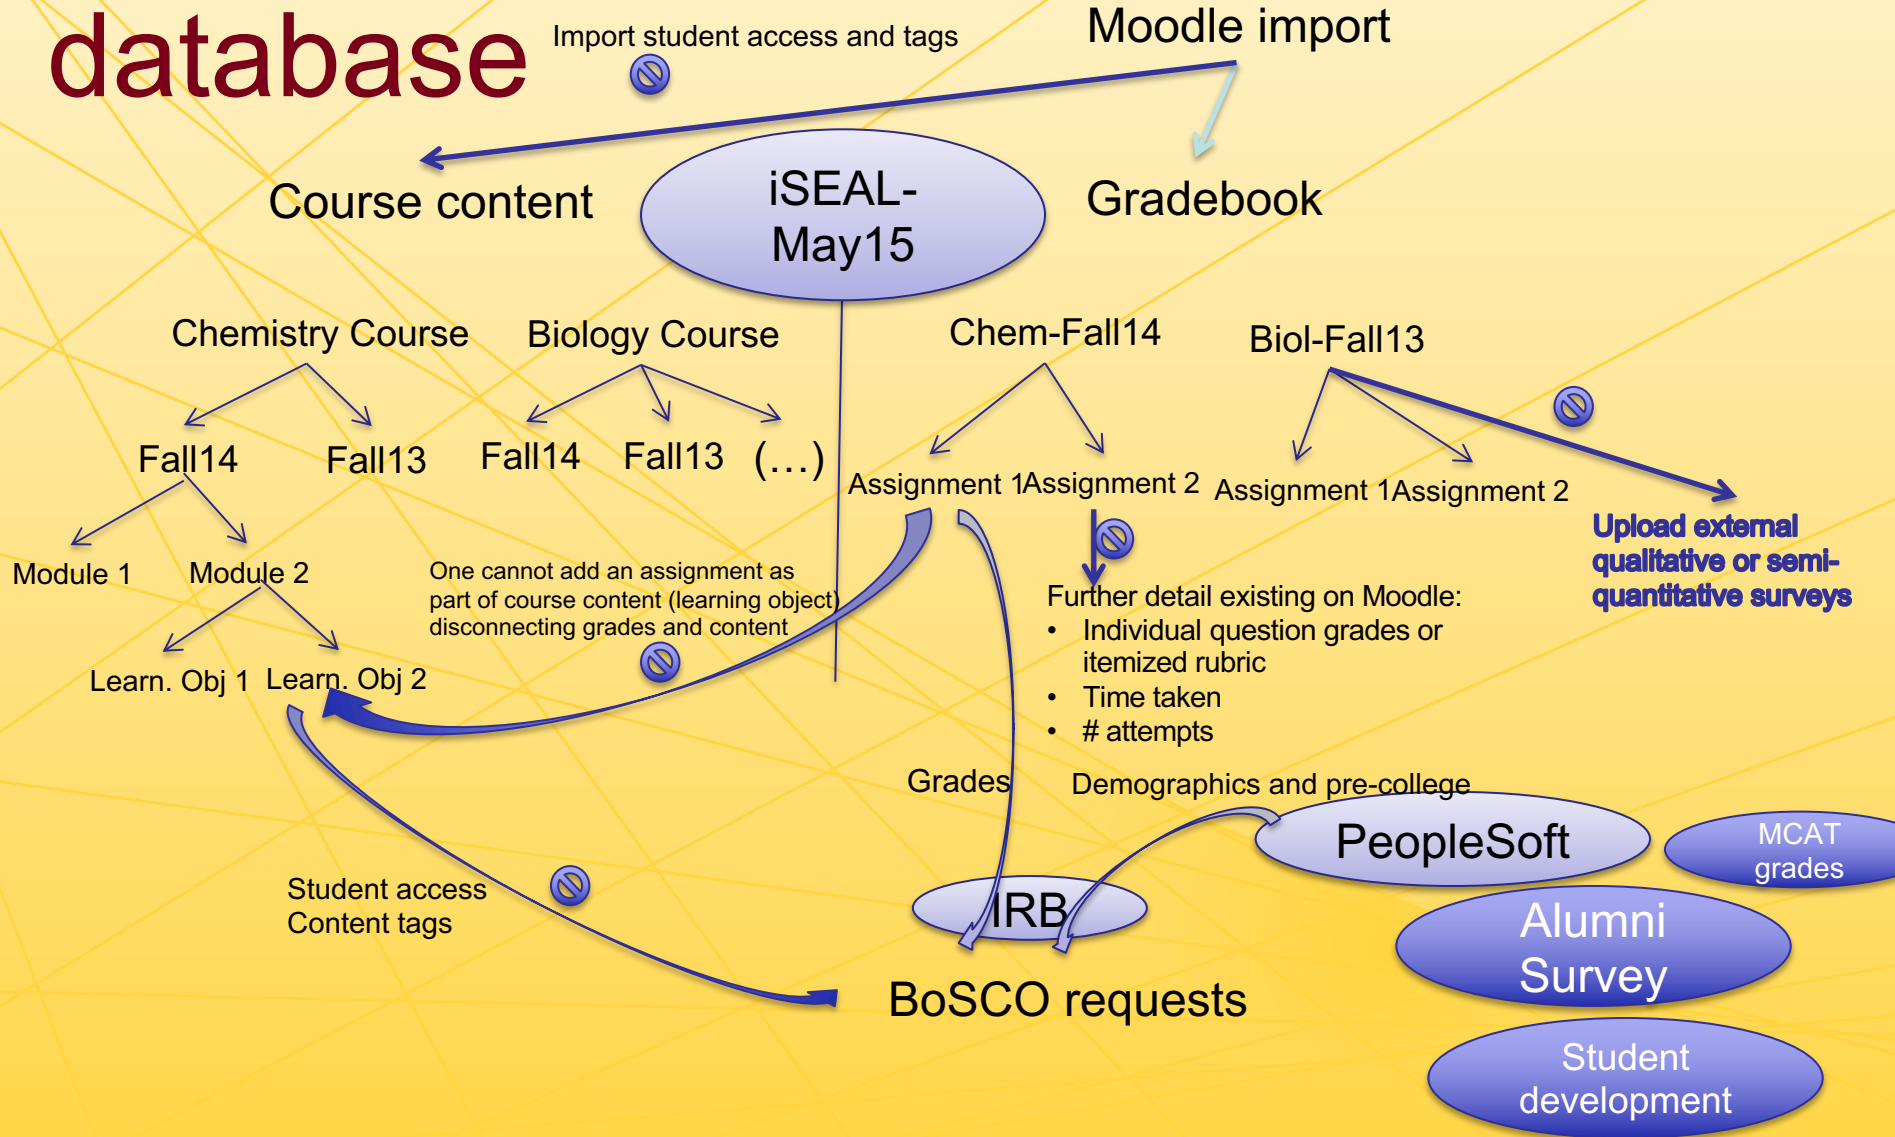 database
Import student access and tags
Moodle import
Course content
iSEAL-
May15
Gradebook
Chemistry Course
Biology Course
Chem-Fall14
Biol-Fall13
Fall14
Fall13
Fall14
Fall13
(…)
Assignment 1
Assignment 2
Assignment 1
Assignment 2
Upload external
qualitative or semi-
quantitative surveys
Module 1
Module 2
One cannot add an assignment as
part of course content (learning object)
disconnecting grades and content
Further detail existing on Moodle:
• Individual question grades or
itemized rubric
• Time taken
• # attempts
Learn. Obj 1
Learn. Obj 2
Grades
Demographics and pre-college
PeopleSoft
MCAT
grades
Student access
Content tags
IRB
Alumni
Survey
BoSCO requests
Student
development